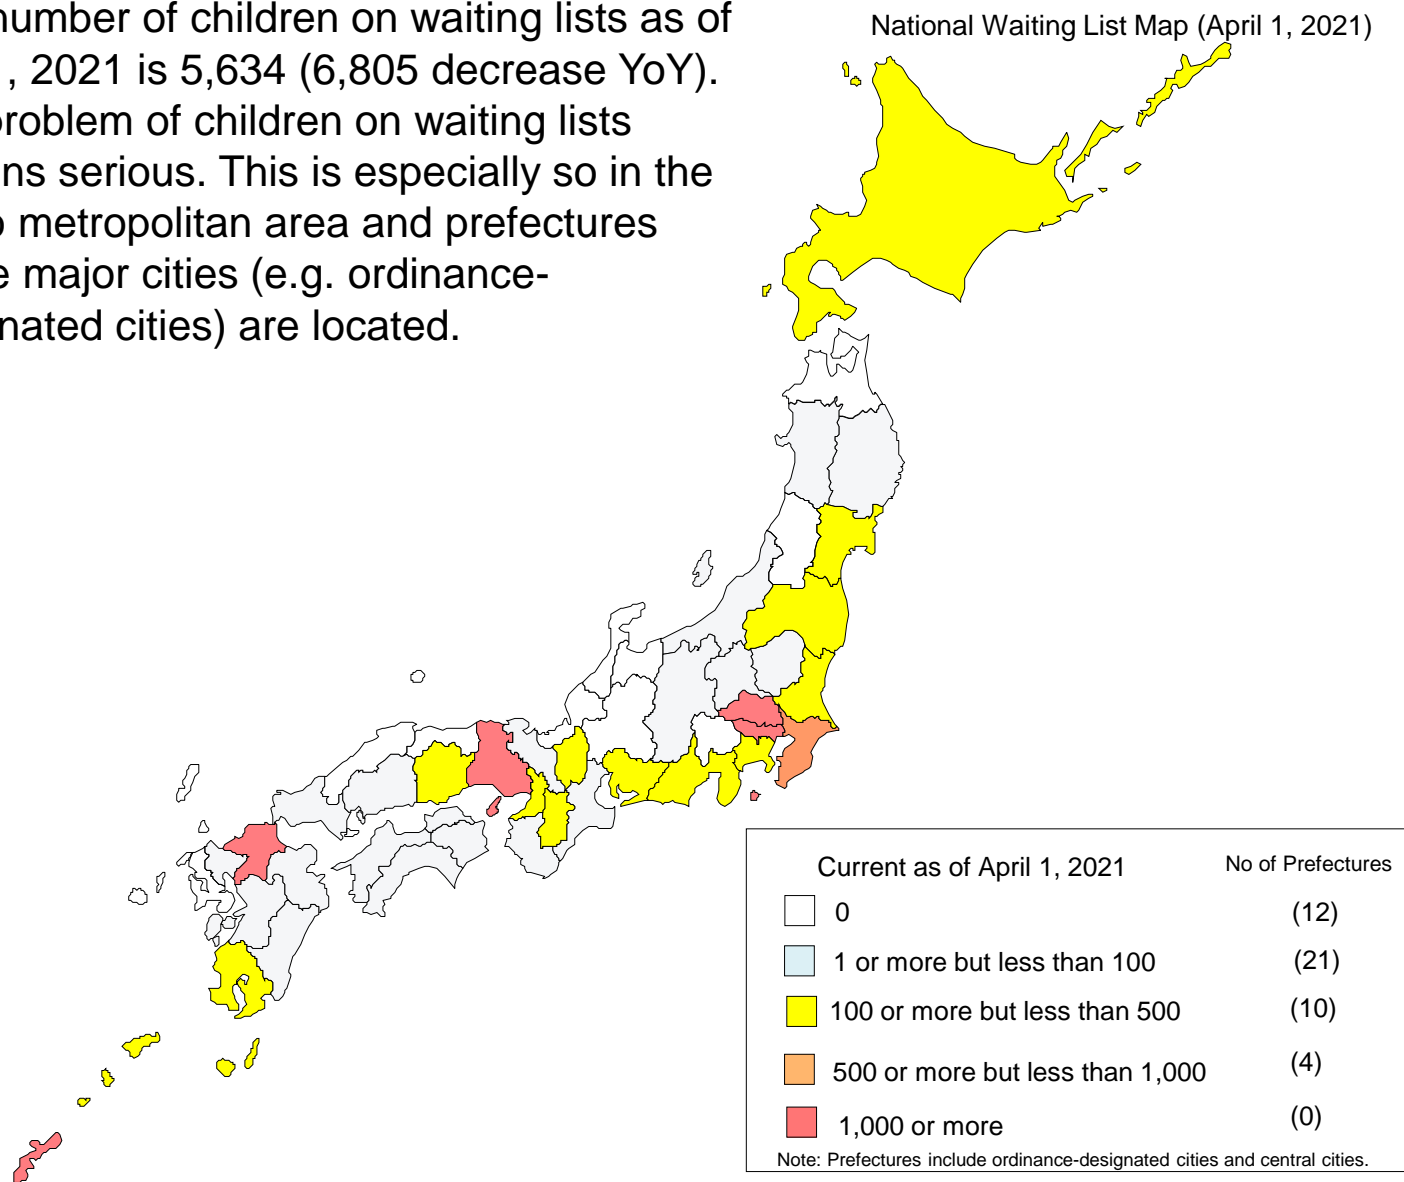 number of children on waiting lists as of
, 2021 is 5,634 (6,805 decrease YoY).
problem of children on waiting lists
ns serious. This is especially so in the
metropolitan area and prefectures
major cities (e.g. ordinance-
nated cities) are located.
National Waiting List Map (April 1, 2021)
Current as of April 1, 2021 No of Prefectures
0 (12)
1 or more but less than 100 (21)
100 or more but less than 500 (10)
500 or more but less than 1,000 (4)
1,000 or more (0)
Note: Prefectures include ordinance-designated cities and central cities.